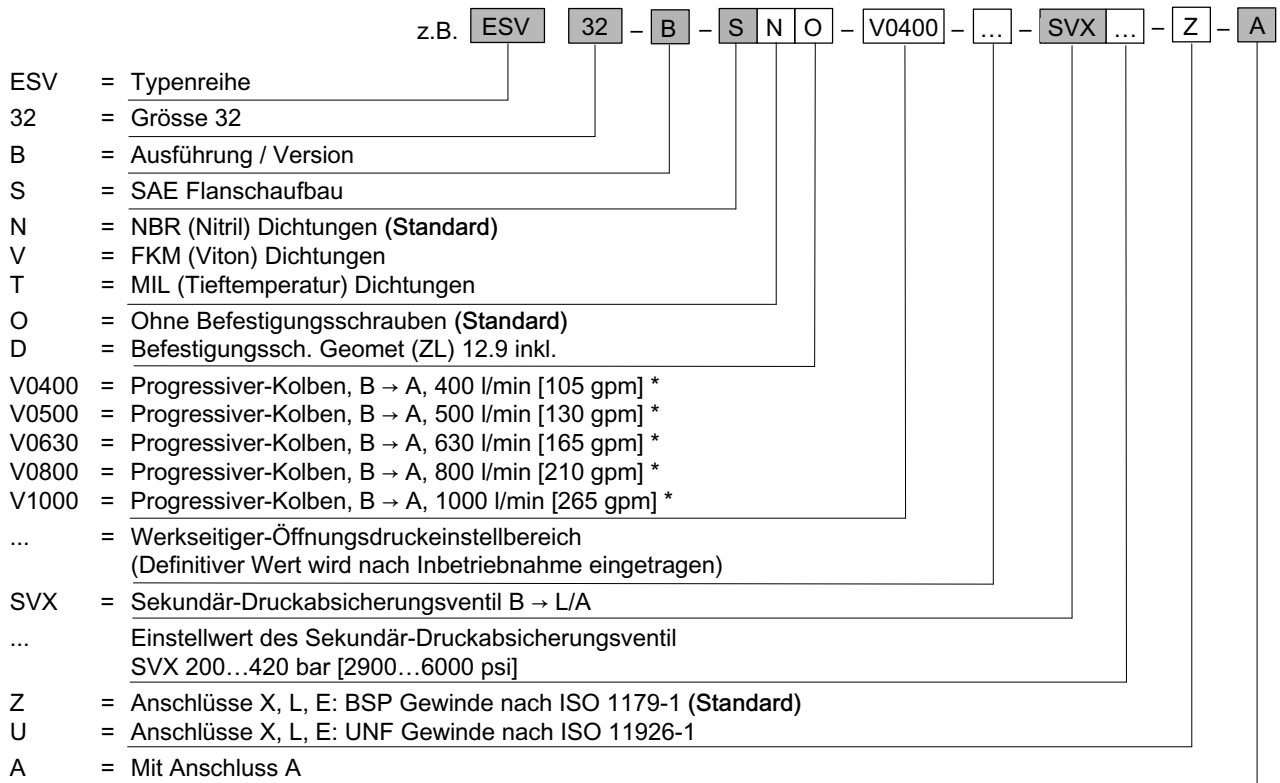 z.B. ESV 32 – B – S N O – V0400 – ... – SVX ... – Z – A
ESV = Typenreihe
32 = Grösse 32
B = Ausführung / Version
S = SAE Flanschaufbau
N = NBR (Nitril) Dichtungen (Standard)
V = FKM (Viton) Dichtungen
T = MIL (Tieftemperatur) Dichtungen
O = Ohne Befestigungsschrauben (Standard)
D = Befestigungssch. Geomet (ZL) 12.9 inkl.
V0400 = Progressiver-Kolben, B → A, 400 l/min [105 gpm] *
V0500 = Progressiver-Kolben, B → A, 500 l/min [130 gpm] *
V0630 = Progressiver-Kolben, B → A, 630 l/min [165 gpm] *
V0800 = Progressiver-Kolben, B → A, 800 l/min [210 gpm] *
V1000 = Progressiver-Kolben, B → A, 1000 l/min [265 gpm] *
... = Werkseitiger-Öffnungsdruckeinstellbereich
(Definitiver Wert wird nach Inbetriebnahme eingetragen)
SVX = Sekundär-Druckabsicherungsventil B → L/A
... Einstellwert des Sekundär-Druckabsicherungsventil
SVX 200…420 bar [2900…6000 psi]
Z = Anschlüsse X, L, E: BSP Gewinde nach ISO 1179-1 (Standard)
U = Anschlüsse X, L, E: UNF Gewinde nach ISO 11926-1
A = Mit Anschluss A